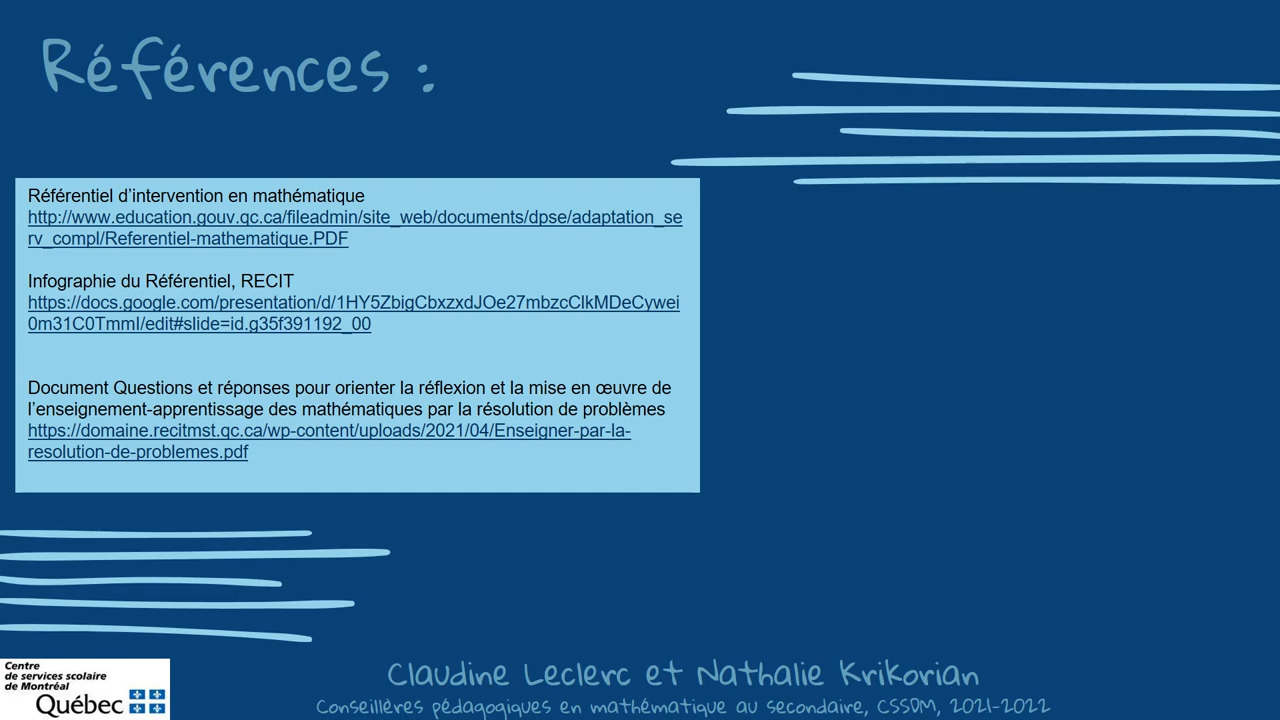 Références :
Référentiel d’intervention en mathématique
http://www.education.gouv.qc.ca/fileadmin/site_web/documents/dpse/adaptation_se
rv_compl/Referentiel-mathematique.PDF
Infographie du Référentiel, RECIT
https://docs.google.com/presentation/d/1HY5ZbigCbxzxdJOe27mbzcClkMDeCywei
0m31C0TmmI/edit#slide=id.g35f391192_00
Document Questions et réponses pour orienter la réflexion et la mise en œuvre de
l’enseignement-apprentissage des mathématiques par la résolution de problèmes
https://domaine.recitmst.qc.ca/wp-content/uploads/2021/04/Enseigner-par-la-
resolution-de-problemes.pdf
Claudine Leclerc et Nathalie Krikorian
Conseillères pédagogiques en mathématique au secondaire, CSSDM, 2021-2022
Centre
de services scolaire
de Montréal
Québec